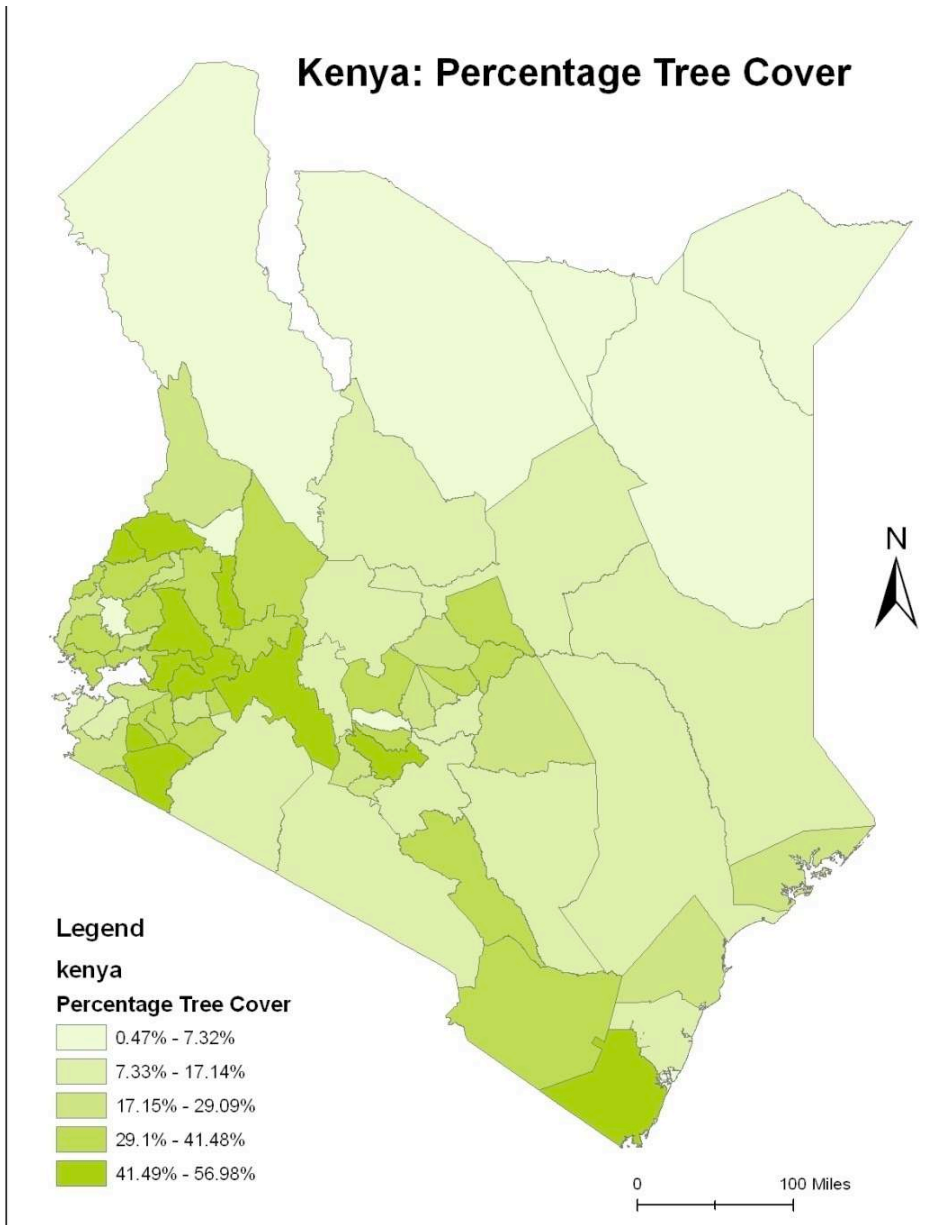 Kenya: Percentage Tree Cover
N
Legend
kenya
Percentage Tree Cover
0.47% - 7.32%
7.33% - 17.14%
17.15% - 29.09%
29.1% - 41.48%
41.49% - 56.98%
0 100 Miles